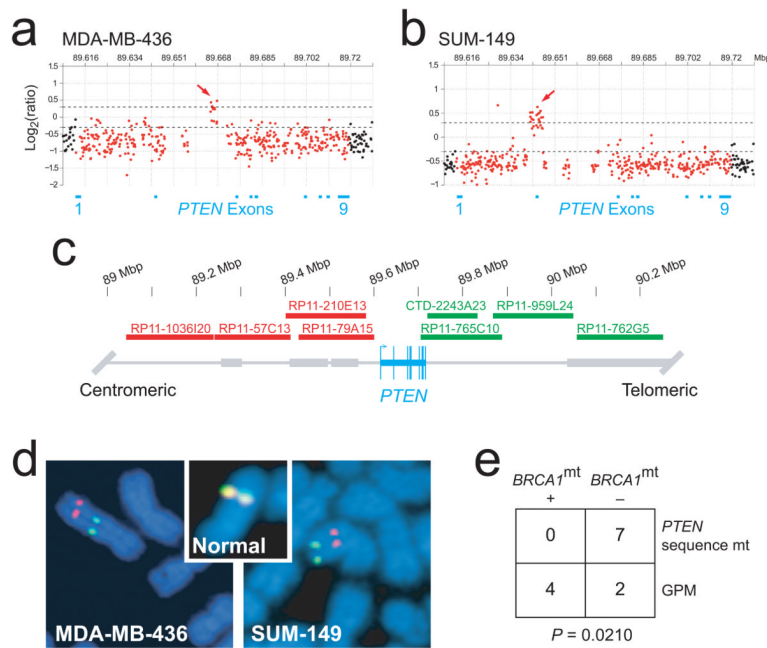 a
MDA-MB-436
89.616 89.634 89.651 89.668 89.685 89.702 89.72
Log2(ratio)
1.5
1.0
0.5
0
-0.5
-1.0
-1.5
-2
1 PTEN Exons 9
b
SUM-149
89.616 89.634 89.651 89.668 89.685 89.702 89.72 Mbp
1.5
1.0
0.5
0
-0.5
-1
1 PTEN Exons 9
c
89 Mbp 89.2 Mbp 89.4 Mbp 89.6 Mbp 89.8 Mbp 90 Mbp 90.2 Mbp
RP11-210E13 CTD-2243A23 RP11-959L24
RP11-1036I20 RP11-57C13 RP11-79A15 RP11-765C10 RP11-762G5
Centromeric PTEN Telomeric
d
Normal
MDA-MB-436 SUM-149
e
BRCA1mt BRCA1mt
+ –
0 7 PTEN
sequence mt
4 2 GPM
P = 0.0210